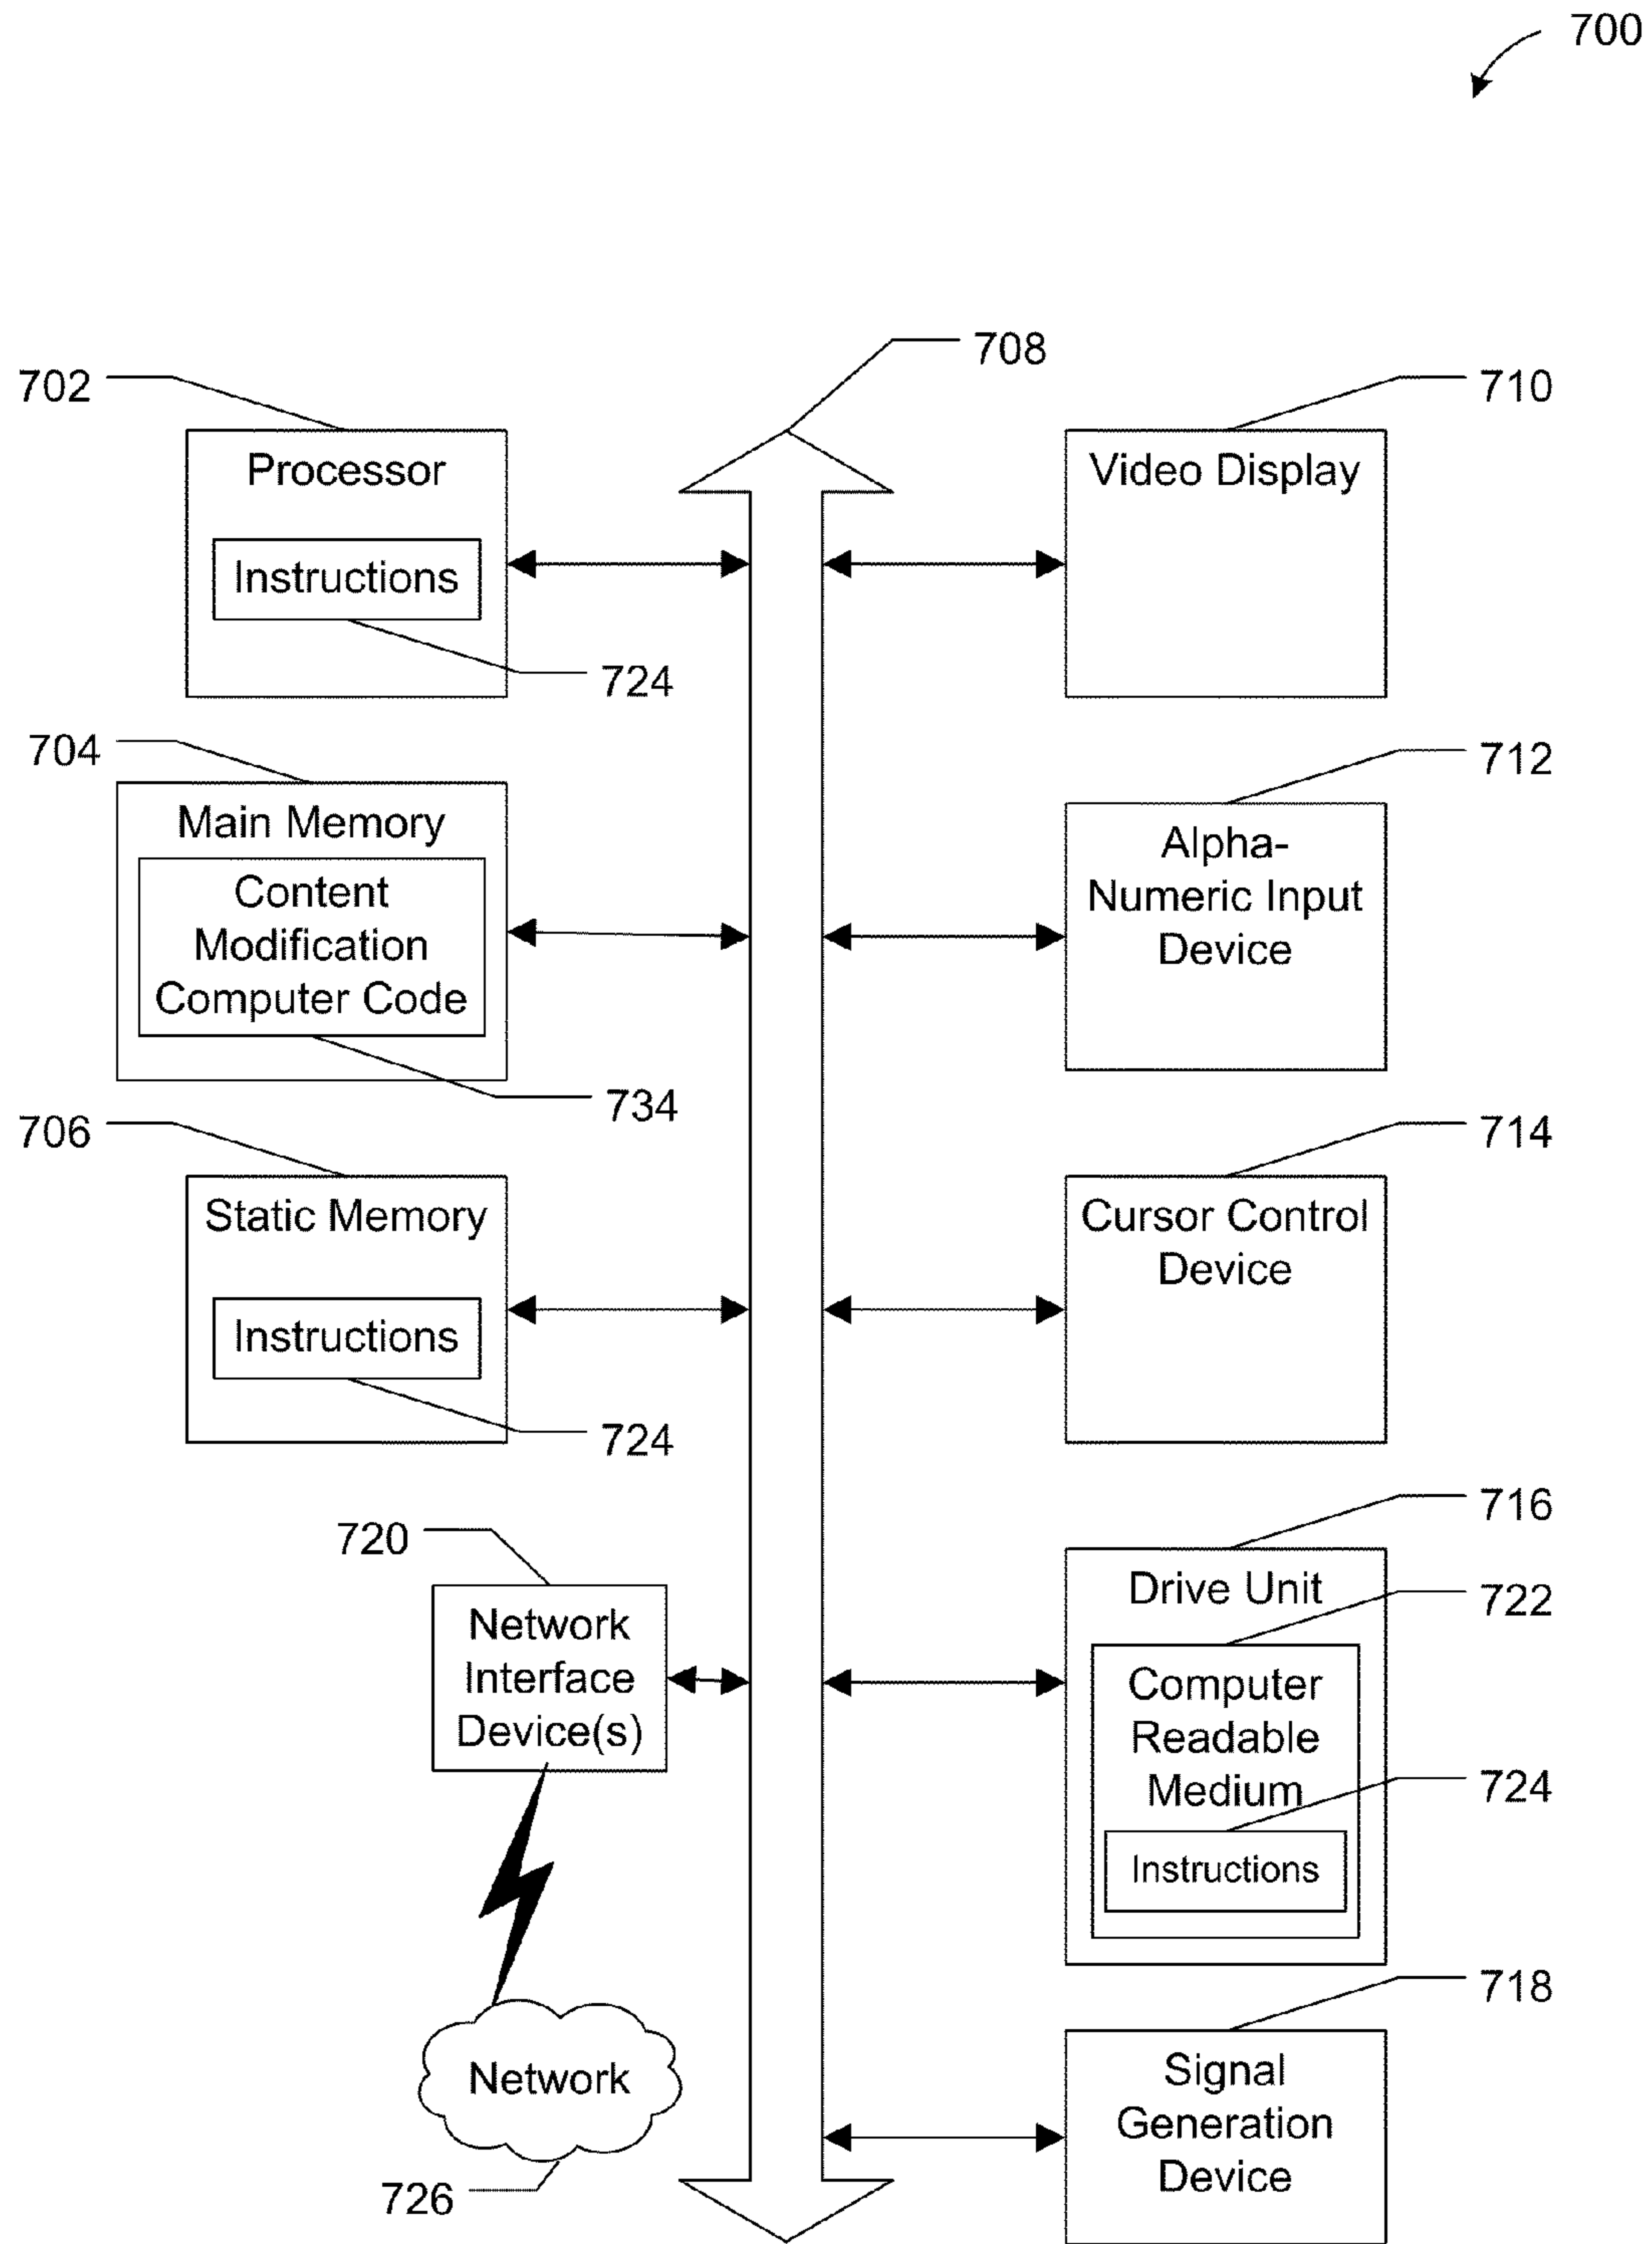 700
708
702
Processor
Instructions
724
710
Video Display
704
Main Memory
Content
Modification
Computer Code
734
712
Alpha-
Numeric Input
Device
706
Static Memory
Instructions
724
714
Cursor Control
Device
720
Network
Interface
Device(s)
Network
726
716
Drive Unit
722
Computer
Readable
Medium
724
Instructions
718
Signal
Generation
Device